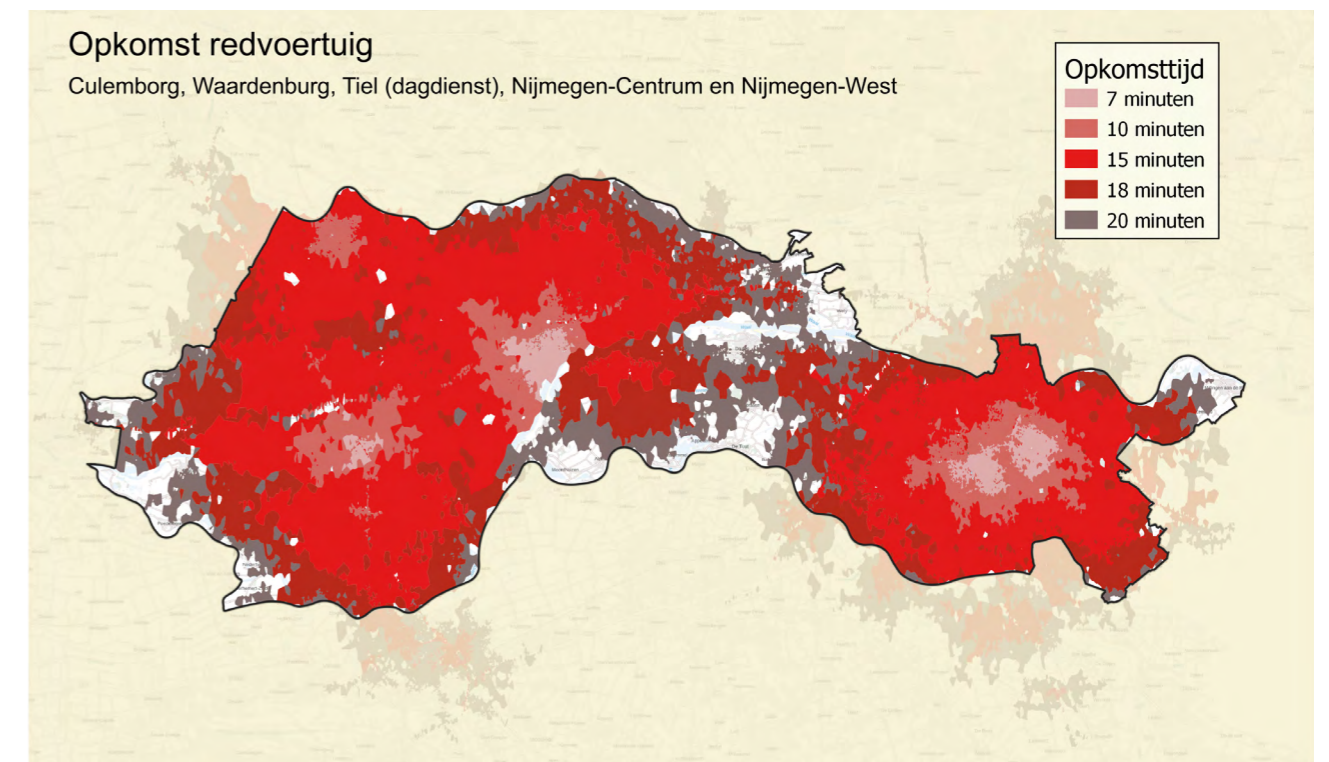 Opkomst redvoertuig
Culemborg, Waardenburg, Tiel (dagdienst), Nijmegen-Centrum en Nijmegen-West
Opkomsttijd
7 minuten
10 minuten
15 minuten
18 minuten
20 minuten